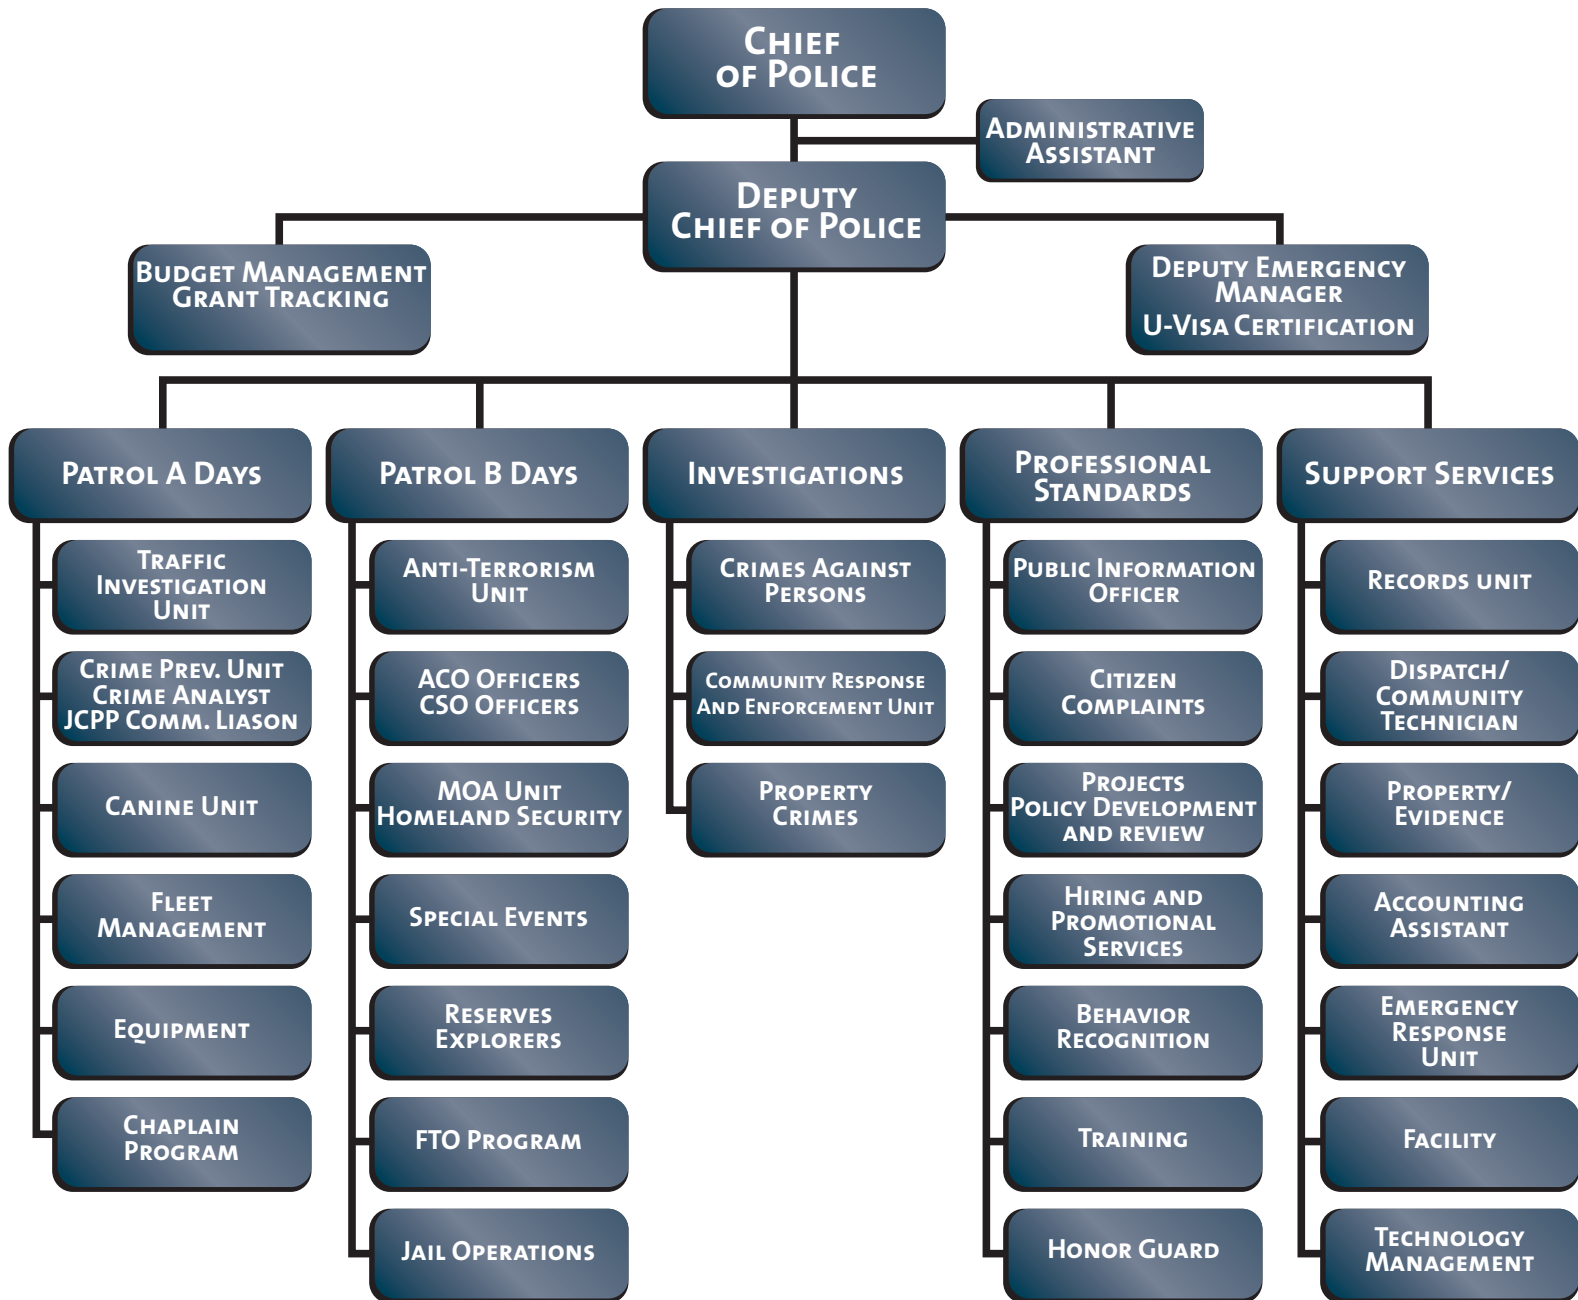 Chief
of Police
Administrative
Assistant
Deputy
Chief of Police
Budget Management
Grant Tracking
Deputy Emergency
Manager
U-Visa Certification
Patrol A Days
Patrol B Days
Investigations
Professional
Standards
Support Services
Traffic
Investigation
Unit
Crime Prev. Unit
Crime Analyst
JCPP Comm. Liason
Canine Unit
Fleet
Management
Equipment
Chaplain
Program
Anti-Terrorism
Unit
ACO Officers
CSO Officers
MOA Unit
Homeland Security
Special Events
Reserves
Explorers
FTO Program
Jail Operations
Crimes Against
Persons
Community Response
And Enforcement Unit
Property
Crimes
Public Information
Officer
Citizen
Complaints
Projects
Policy Development
and review
Hiring and
Promotional
Services
Behavior
Recognition
Training
Honor Guard
Records unit
Dispatch/
Community
Technician
Property/
Evidence
Accounting
Assistant
Emergency
Response
Unit
Facility
Technology
Management